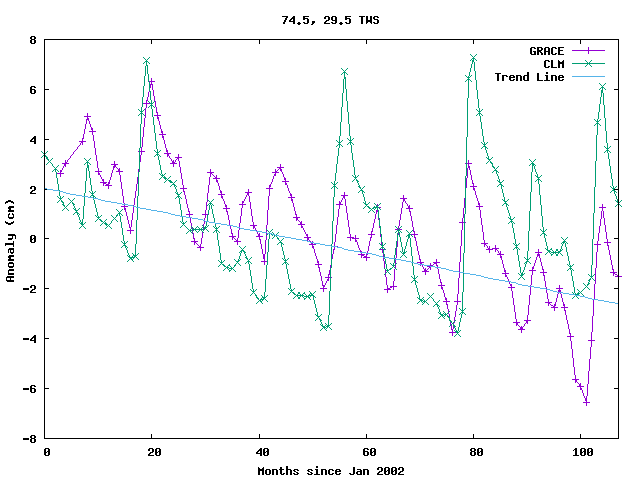 74.5, 29.5 TWS
GRACE
CLM
Trend Line
8
6
4
2
0
-2
-4
-6
-8
Anomaly (cm)
0 20 40 60 80 100
Months since Jan 2002